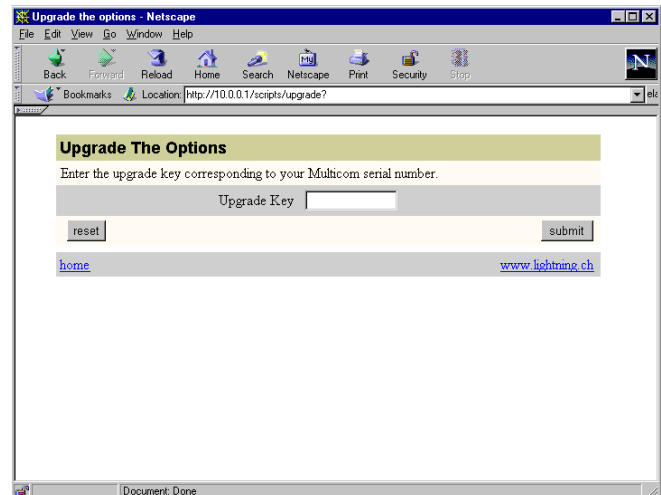 Upgrade the options - Netscape
File Edit View Go Window Help
Back Forward Reload Home Search Netscape Print Security Stop
My
N
Bookmarks Location: http://10.0.0.1/scripts/upgrade?
Upgrade The Options
Enter the upgrade key corresponding to your Multicom serial number.
Upgrade Key
reset submit
home www.lightning.ch
Document: Done